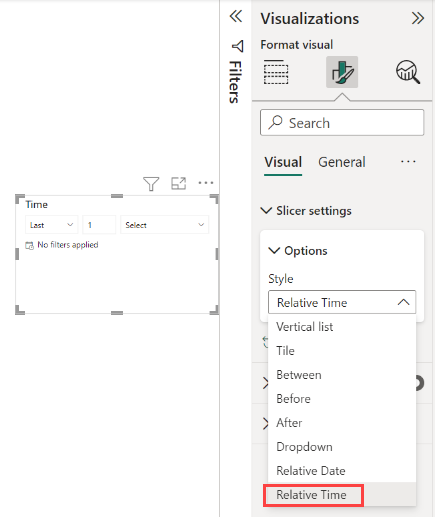 Time
Last 1 Select
No filters applied
Filters
Visualizations
Format visual
Search
Visual General
Slicer settings
Options
Style
Relative Time
Vertical list
Tile
Between
Before
After
Dropdown
Relative Date
Relative Time